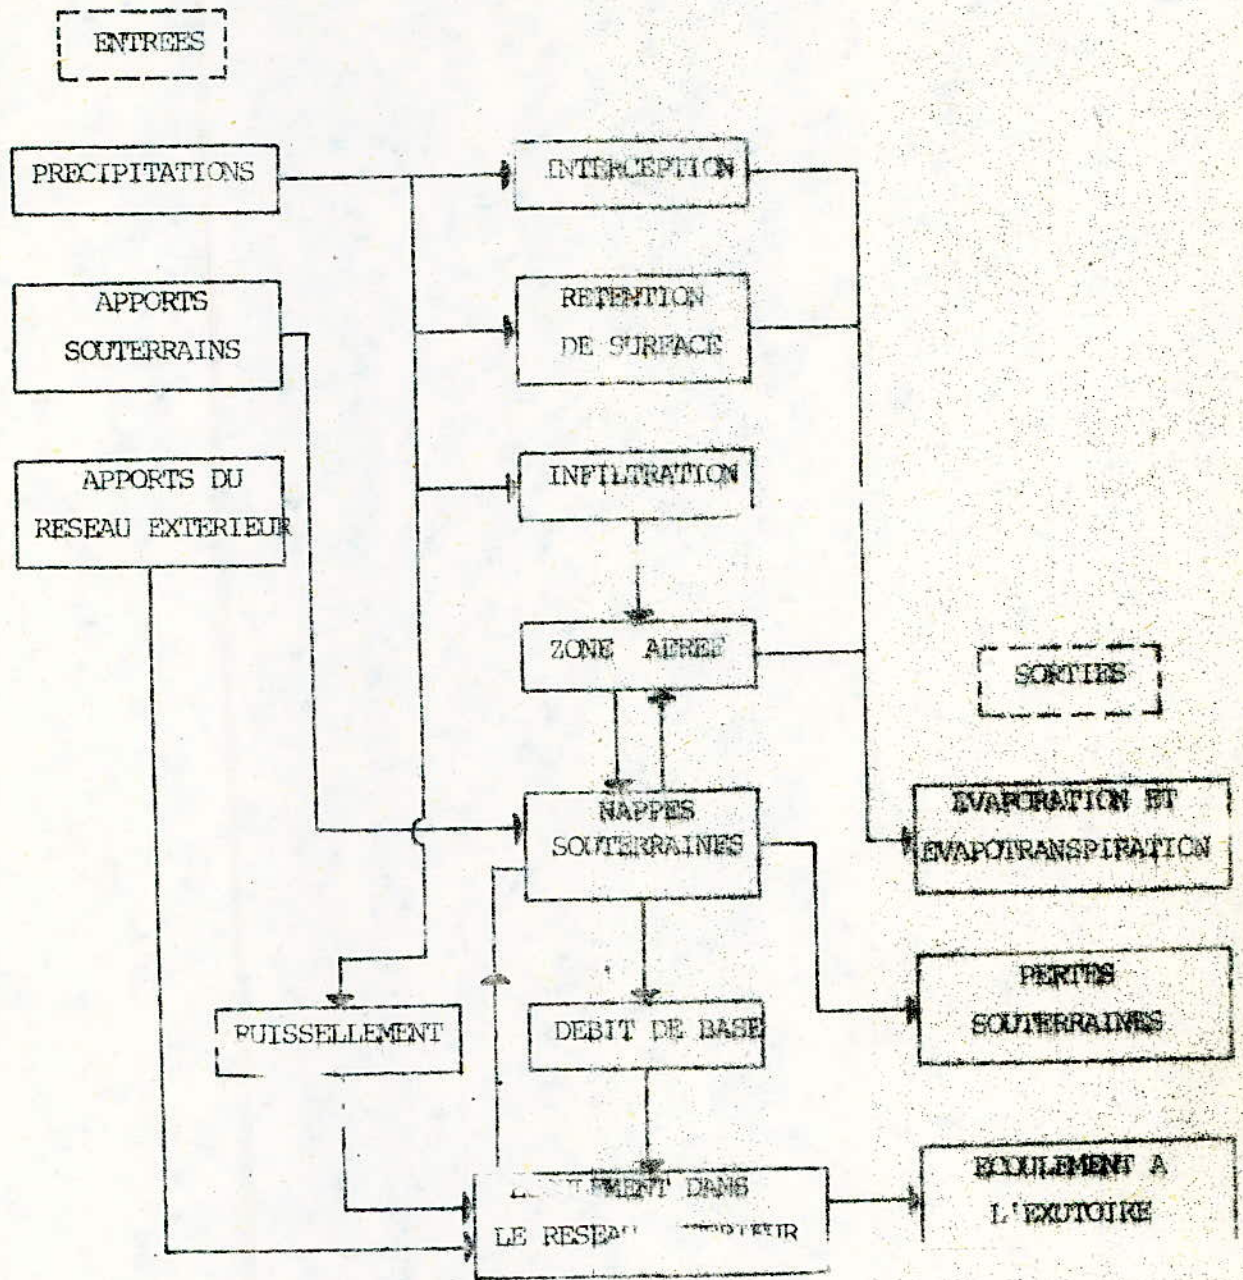 ENTREES
PRECIPITATIONS
INTERCEPTION
APPORTS
SOUTERRAINS
RETENTION
DE SURFACE
APPORTS DU
RESEAU EXTERIEUR
INFILTRATION
ZONE AEREE
SORTIES
NAPPES
SOUTERRAINES
EVAPORATION ET
EVAPOTRANSPIRATION
PERTES
SOUTERRAINES
RUISSELLEMENT
DEBIT DE BASE
DANS
LE RESEAU
ECOULEMENT A
L'EXUTOIRE